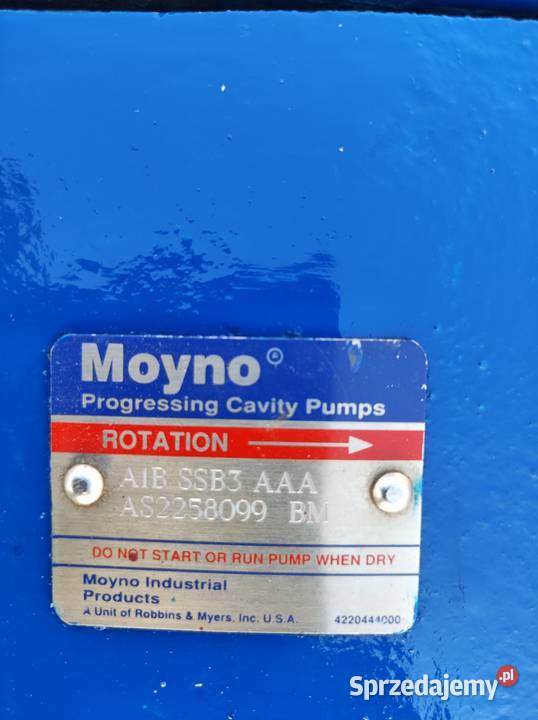 Moyno®
Progressing Cavity Pumps
ROTATION
A1B SSB3 AAA
AS2258099 BM
DO NOT START OR RUN PUMP WHEN DRY
Moyno Industrial
Products
A Unit of Robbins & Myers, Inc. U.S.A.
4220444000
Sprzedajemy.pl